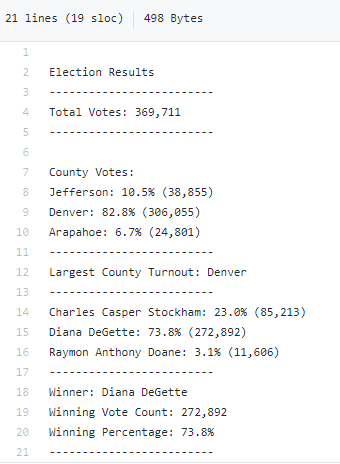 21 lines (19 sloc) 498 Bytes
1
2 Election Results
3 -------------------------
4 Total Votes: 369,711
5 -------------------------
6
7 County Votes:
8 Jefferson: 10.5% (38,855)
9 Denver: 82.8% (306,055)
10 Arapahoe: 6.7% (24,801)
11 -------------------------
12 Largest County Turnout: Denver
13 -------------------------
14 Charles Casper Stockham: 23.0% (85,213)
15 Diana DeGette: 73.8% (272,892)
16 Raymon Anthony Doane: 3.1% (11,606)
17 -------------------------
18 Winner: Diana DeGette
19 Winning Vote Count: 272,892
20 Winning Percentage: 73.8%
21 -------------------------